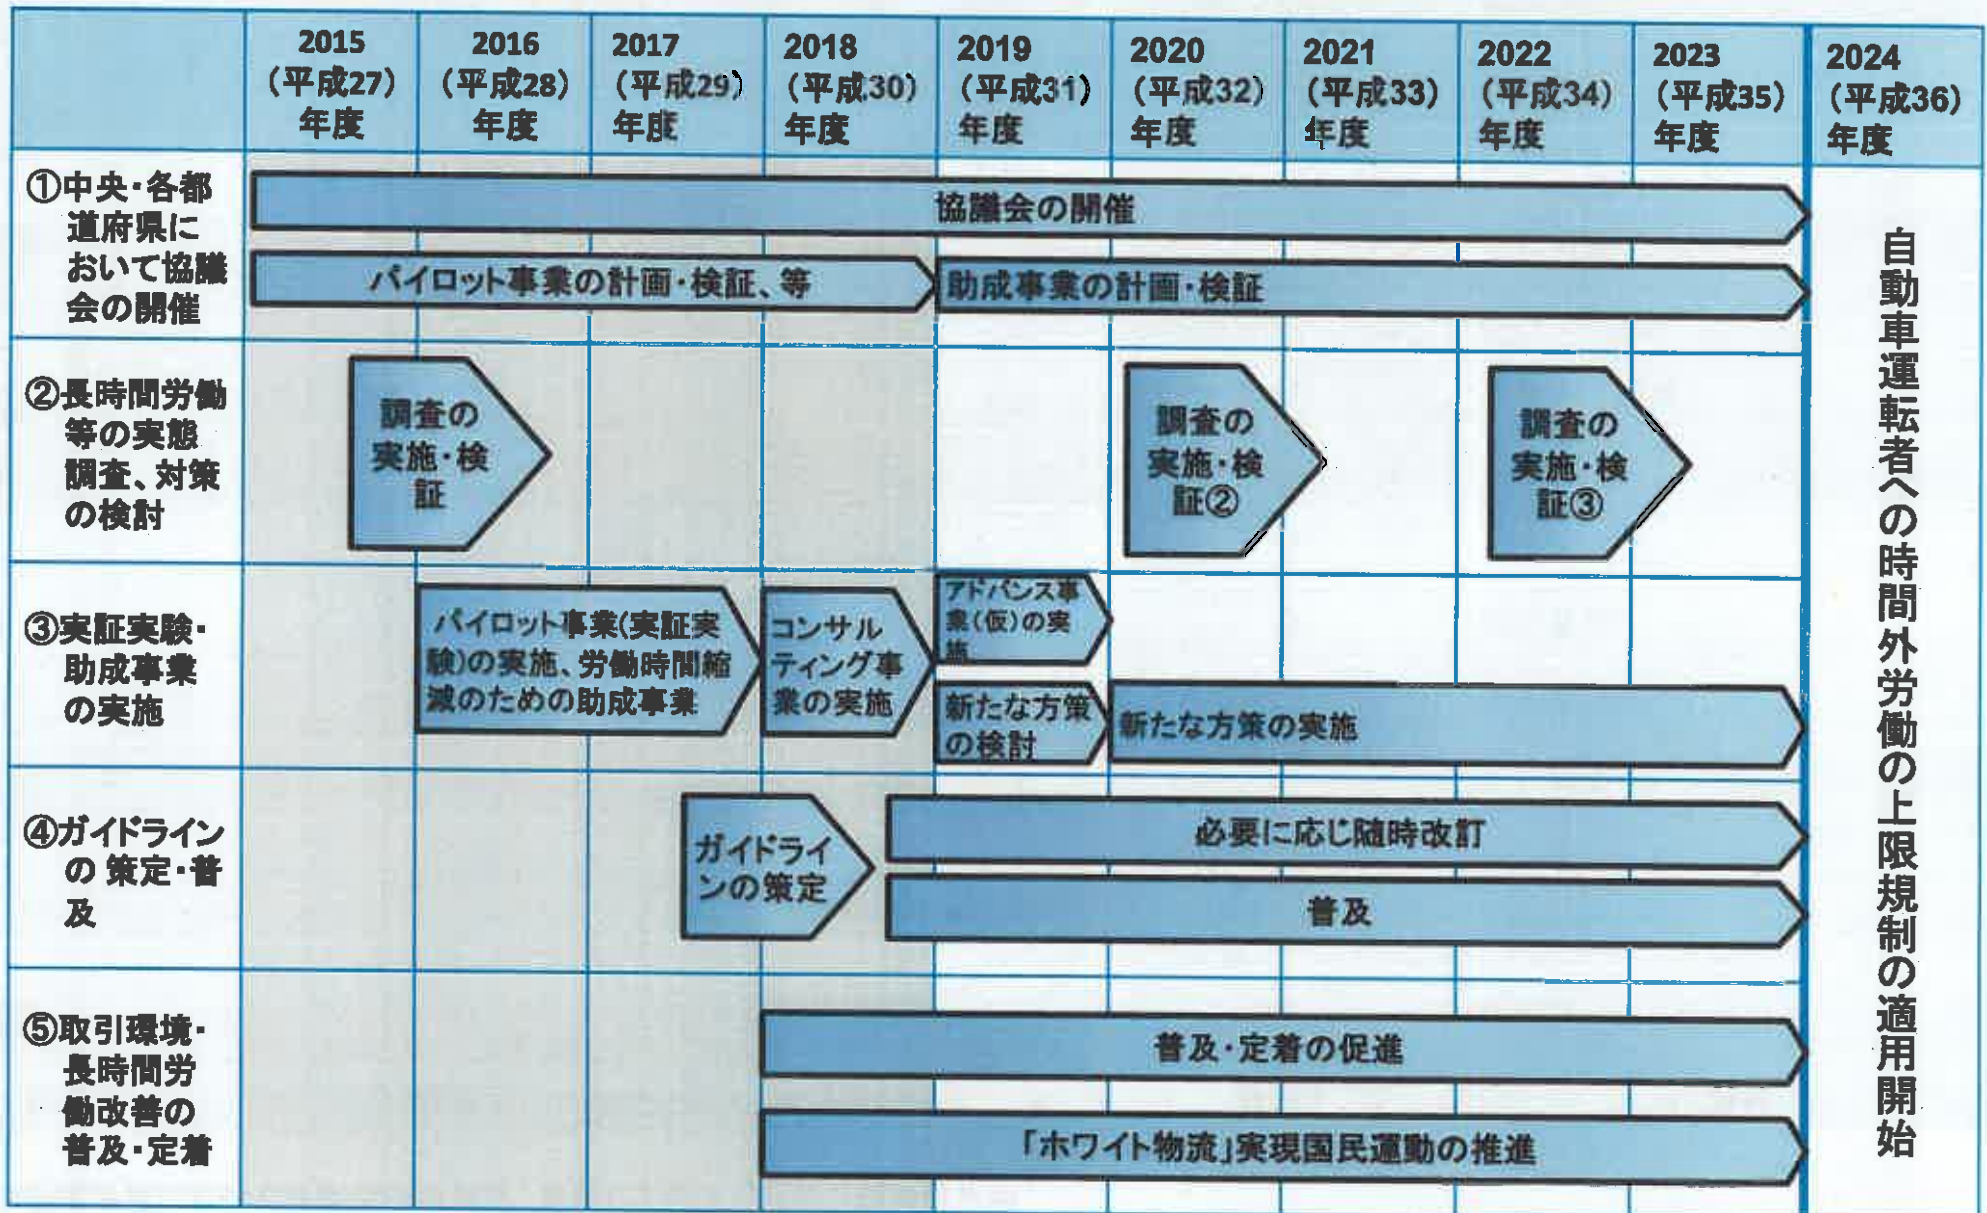 2015
(平成27)
年度
2016
(平成28)
年度
2017
(平成29)
年度
2018
(平成30)
年度
2019
(平成31)
年度
2020
(平成32)
年度
2021
(平成33)
年度
2022
(平成34)
年度
2023
(平成35)
年度
2024
(平成36)
年度
①中央・各都
道府県に
おいて協議
会の開催
協議会の開催
パイロット事業の計画・検証、等
助成事業の計画・検証
②長時間労働
等の実態
調査、対策
の検討
調査の
実施・検
証
調査の
実施・検
証②
調査の
実施・検
証③
③実証実験・
助成事業
の実施
パイロット事業(実証実
験)の実施、労働時間縮
減のための助成事業
コンサル
ティング事
業の実施
アドバンス事
業(仮)の実
施
新たな方策
の検討
新たな方策の実施
④ガイドライン
の 策定・普
及
ガイドライ
ンの策定
必要に応じ随時改訂
普及
⑤取引環境・
長時間労
働改善の
普及・定着
普及・定着の促進
「ホワイト物流」実現国民運動の推進
自動車運転者への時間外労働の上限規制の適用開始